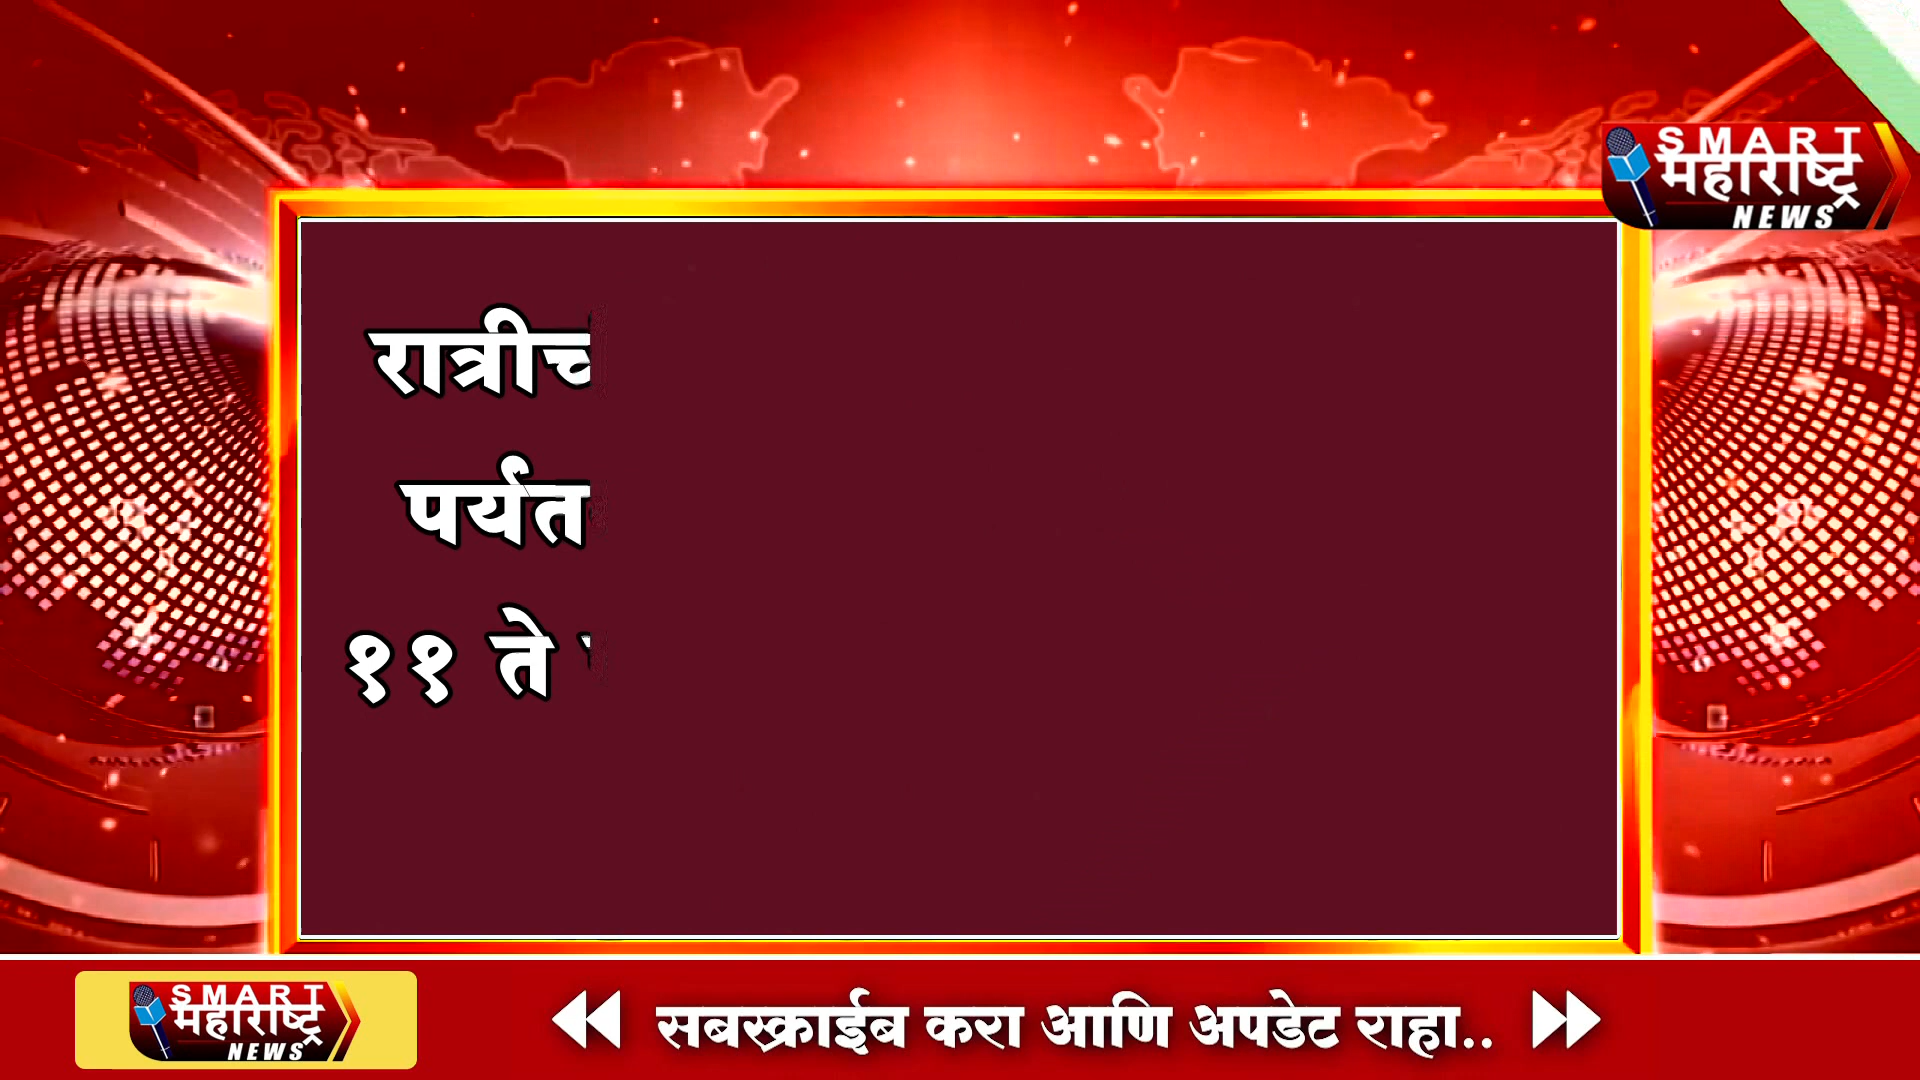 SMART
महाराष्ट्र
NEWS
पर्यंत
११ ते
SMART
महाराष्ट्र
NEWS
सबस्क्राईब करा आणि अपडेट राहा..